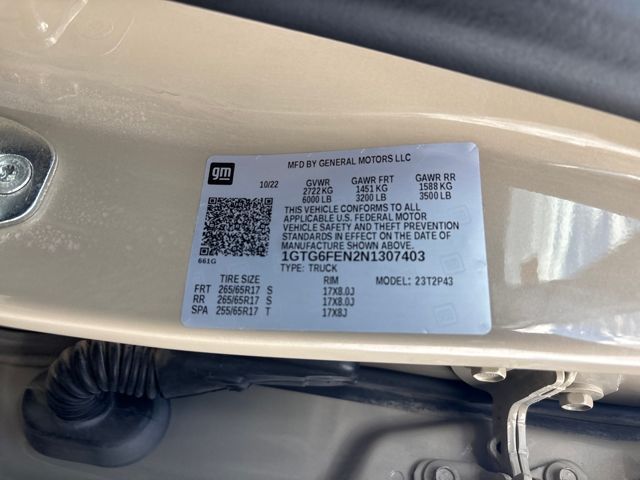 gm
MFD BY GENERAL MOTORS LLC
10/22 GVWR GAWR FRT GAWR RR
2722 KG 1451 KG 1588 KG
6000 LB 3200 LB 3500 LB
THIS VEHICLE CONFORMS TO ALL
APPLICABLE U.S. FEDERAL MOTOR
VEHICLE SAFETY AND THEFT PREVENTION
STANDARDS IN EFFECT ON THE DATE OF
MANUFACTURE SHOWN ABOVE.
661G 1GTG6FEN2N1307403
TYPE: TRUCK MODEL: 23T2P43
TIRE SIZE RIM
FRT 265/65R17 S 17X8.0J
RR 265/65R17 S 17X8.0J
SPA 255/65R17 T 17X8J